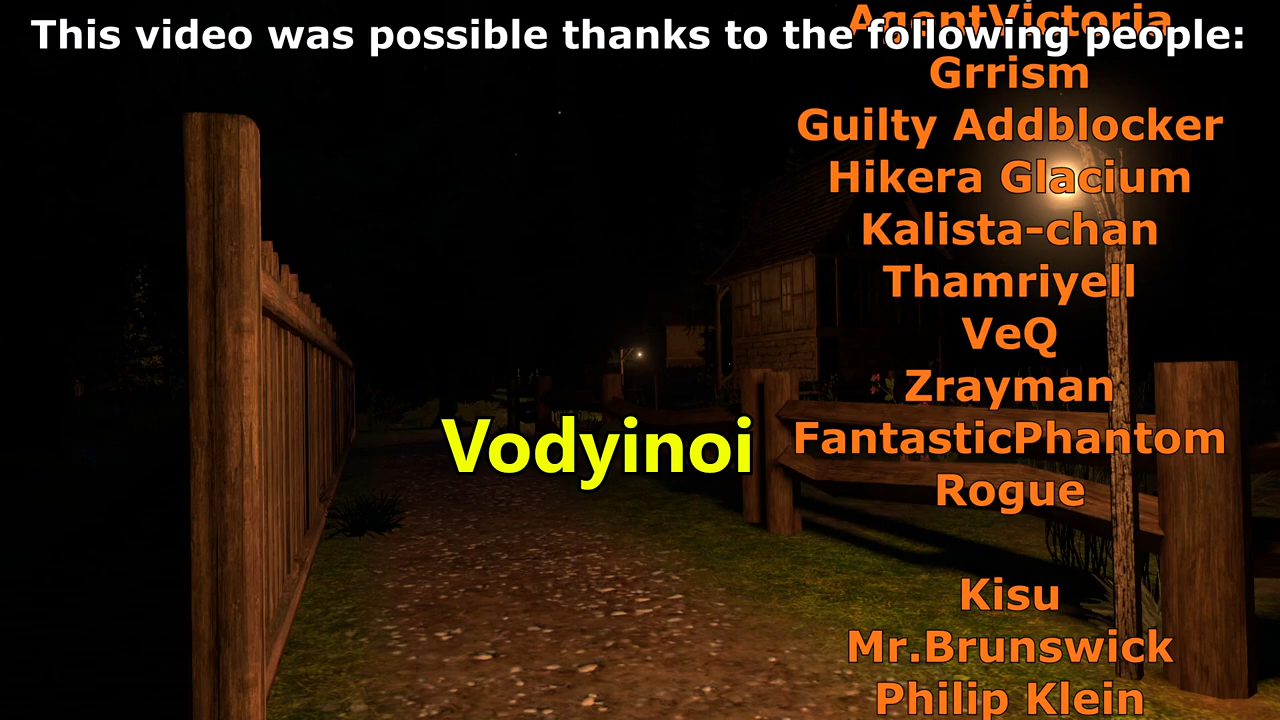 This video was possible thanks to the following people:
AgentVictoria
Grrism
Guilty Addblocker
Hikera Glacium
Kalista-chan
Thamriyell
VeQ
Zrayman
FantasticPhantom
Rogue
Vodyinoi
Kisu
Mr.Brunswick
Philip Klein